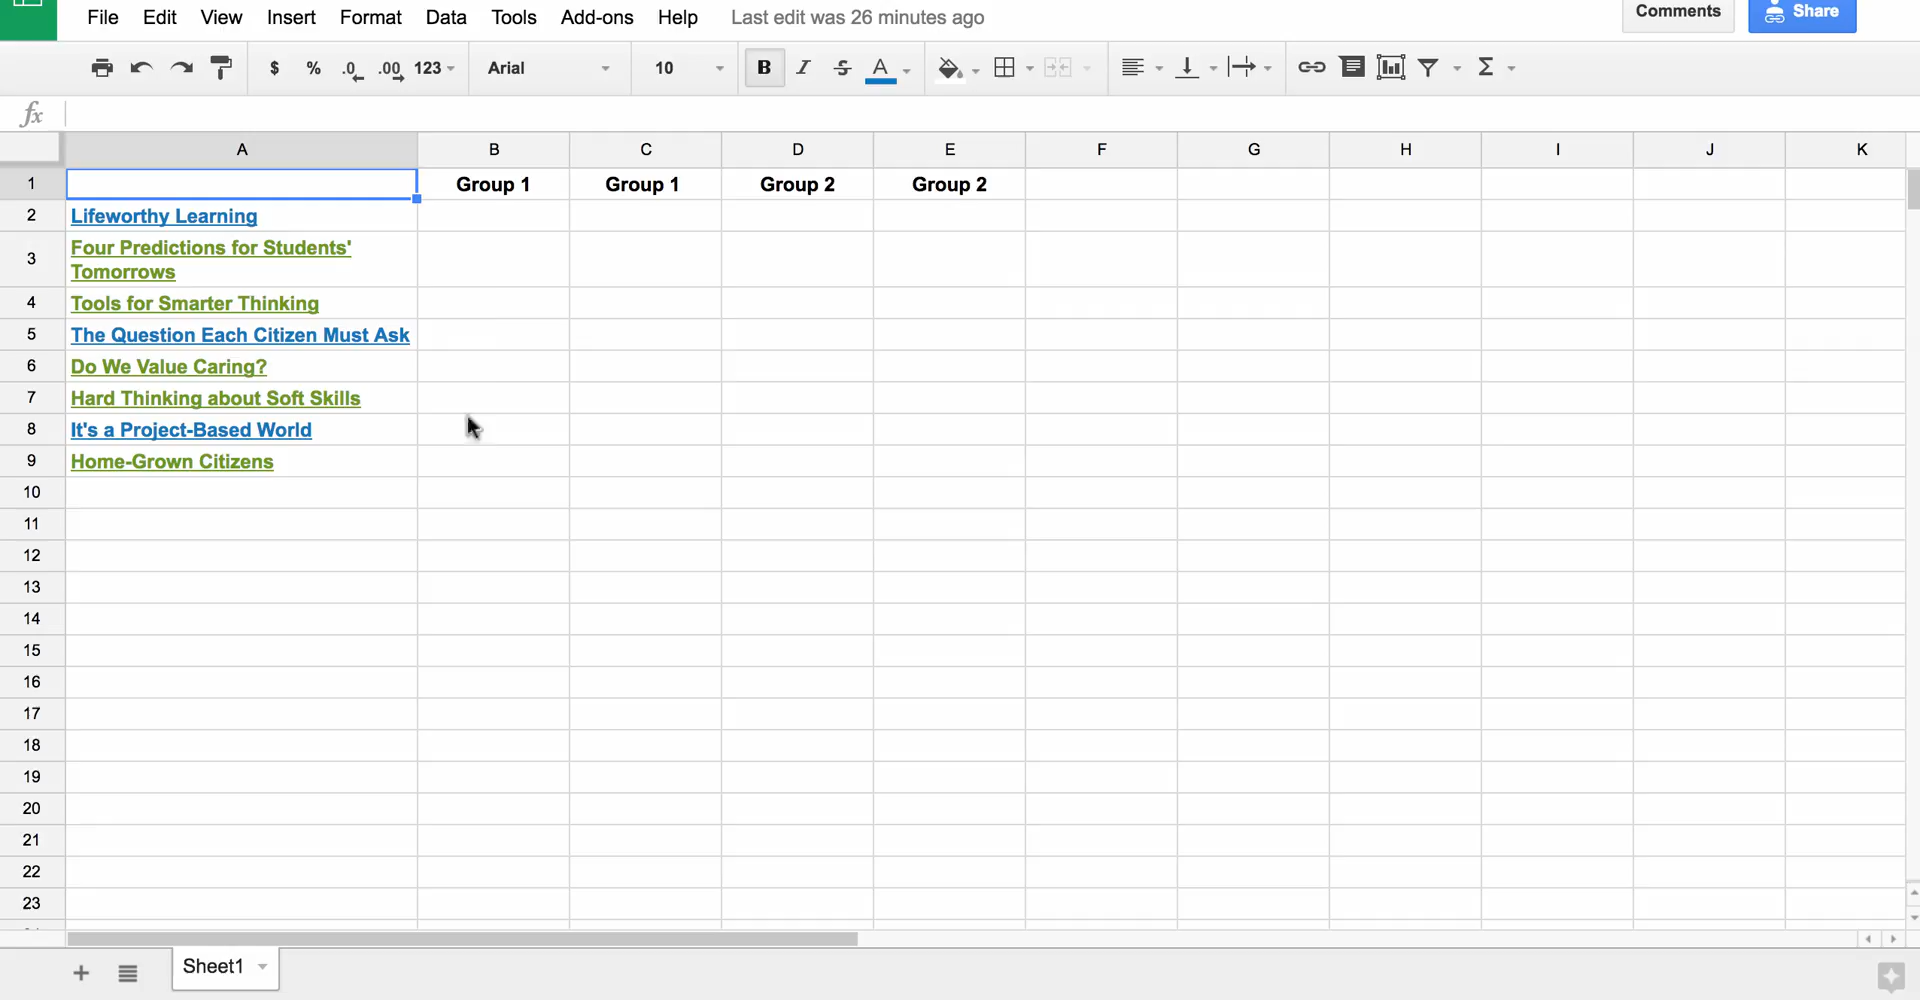 File Edit View Insert Format Data Tools Add-ons Help Last edit was 26 minutes ago Comments Share
$ % .0 .00 123 Arial 10 B I S A Σ
fx
A B C D E F G H I J K
1 Group 1 Group 1 Group 2 Group 2
2 Lifeworthy Learning
3 Four Predictions for Students'
Tomorrows
4 Tools for Smarter Thinking
5 The Question Each Citizen Must Ask
6 Do We Value Caring?
7 Hard Thinking about Soft Skills
8 It's a Project-Based World
9 Home-Grown Citizens
10
11
12
13
14
15
16
17
18
19
20
21
22
23
Sheet1